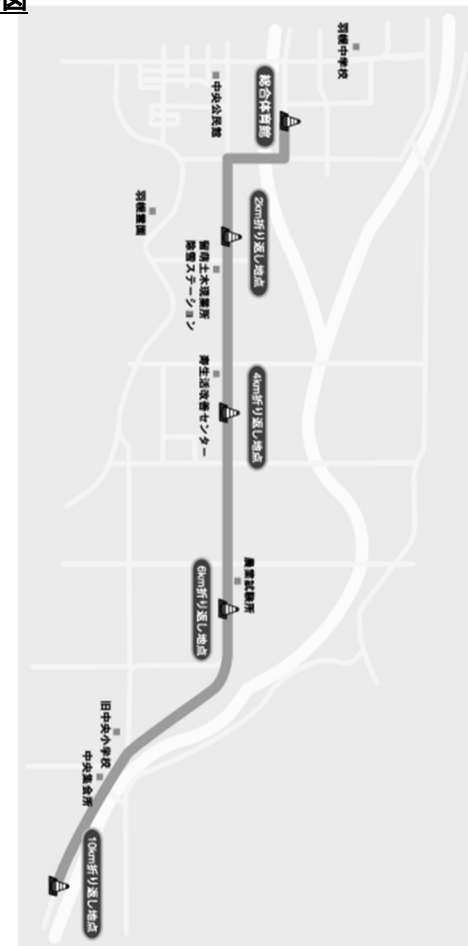 図
羽幌中学校
総合体育館
中央公民館
2km折り返し地点
羽幌霊園
留萌土木現業所
除雪ステーション
4km折り返し地点
寿生活改善センター
農業試験所
6km折り返し地点
旧中央小学校
中央集会所
10km折り返し地点